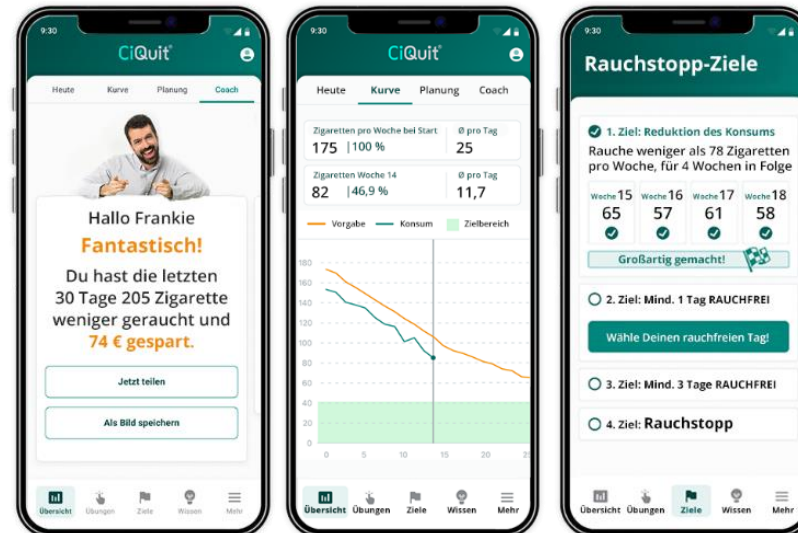 9:30
CiQuit®
Heute Kurve Planung Coach
Hallo Frankie
Fantastisch!
Du hast die letzten
30 Tage 205 Zigarette
weniger geraucht und
74 € gespart.
Jetzt teilen
Als Bild speichern
Übersicht Übungen Ziele Wissen Mehr
9:30
CiQuit®
Heute Kurve Planung Coach
Zigaretten pro Woche bei Start Ø pro Tag
175 |100 % 25
Zigaretten Woche 14 Ø pro Tag
82 |46,9 % 11,7
Vorgabe Konsum Zielbereich
180
160
140
120
100
80
60
40
20
0
0 5 10 15 20 25
Übersicht Übungen Ziele Wissen Mehr
9:30
Rauchstopp-Ziele
1. Ziel: Reduktion des Konsums
Rauche weniger als 78 Zigaretten
pro Woche, für 4 Wochen in Folge
Woche 15 Woche 16 Woche 17 Woche 18
65 57 61 58
Großartig gemacht!
2. Ziel: Mind. 1 Tag RAUCHFREI
Wähle Deinen rauchfreien Tag!
3. Ziel: Mind. 3 Tage RAUCHFREI
4. Ziel: Rauchstopp
Übersicht Übungen Ziele Wissen Mehr